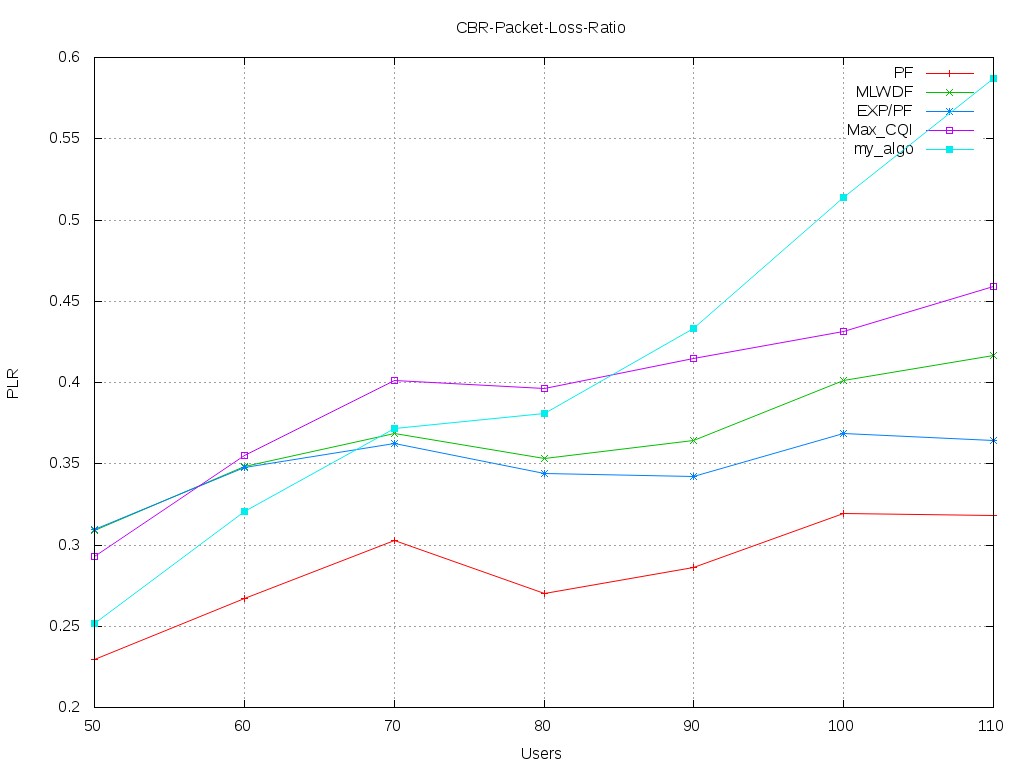 CBR-Packet-Loss-Ratio
0.6
0.55
0.5
0.45
0.4
0.35
0.3
0.25
0.2
PLR
PF
MLWDF
EXP/PF
Max_CQI
my_algo
50 60 70 80 90 100 110
Users